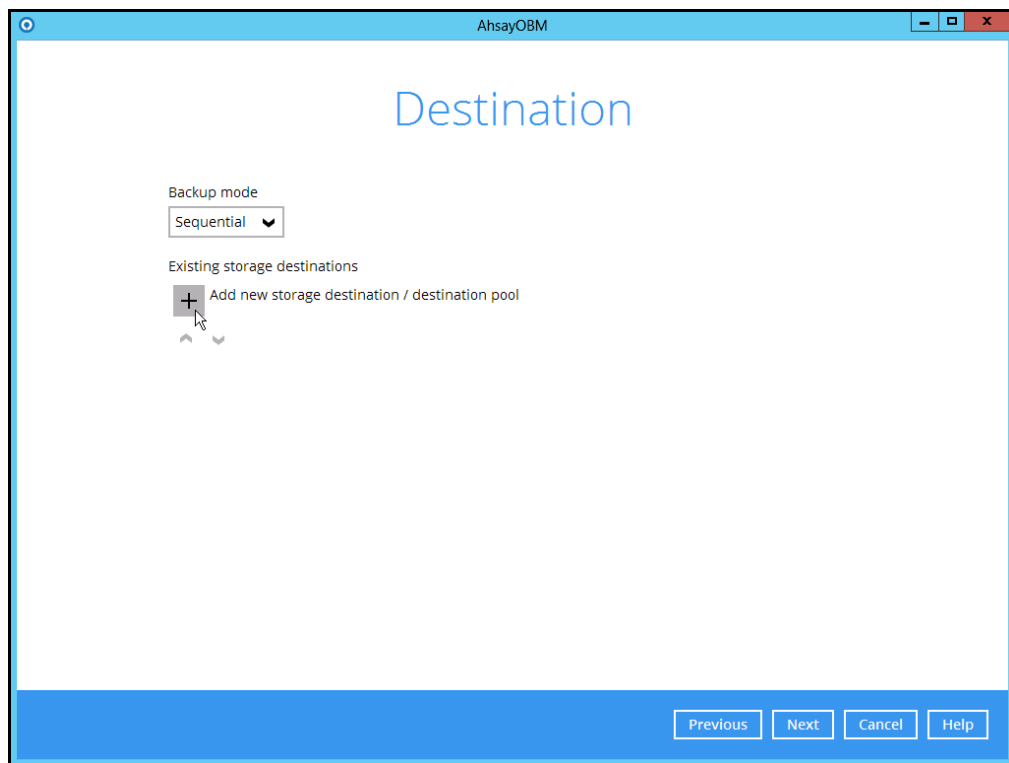 AhsayOBM
Destination
Backup mode
Sequential
Existing storage destinations
Add new storage destination / destination pool
Previous Next Cancel Help